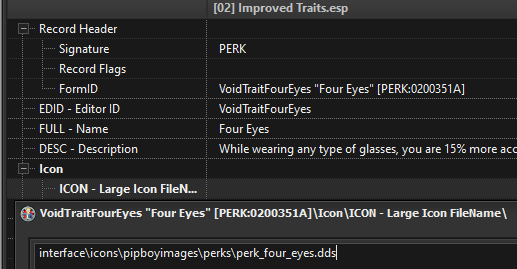 [02] Improved Traits.esp
Record Header
Signature PERK
Record Flags
FormID VoidTraitFourEyes "Four Eyes" [PERK:0200351A]
EDID - Editor ID VoidTraitFourEyes
FULL - Name Four Eyes
DESC - Description While wearing any type of glasses, you are 15% more acc
Icon
ICON - Large Icon FileN...
VoidTraitFourEyes "Four Eyes" [PERK:0200351A]\Icon\ICON - Large Icon FileName\
interface\icons\pipboyimages\perks\perk_four_eyes.dds